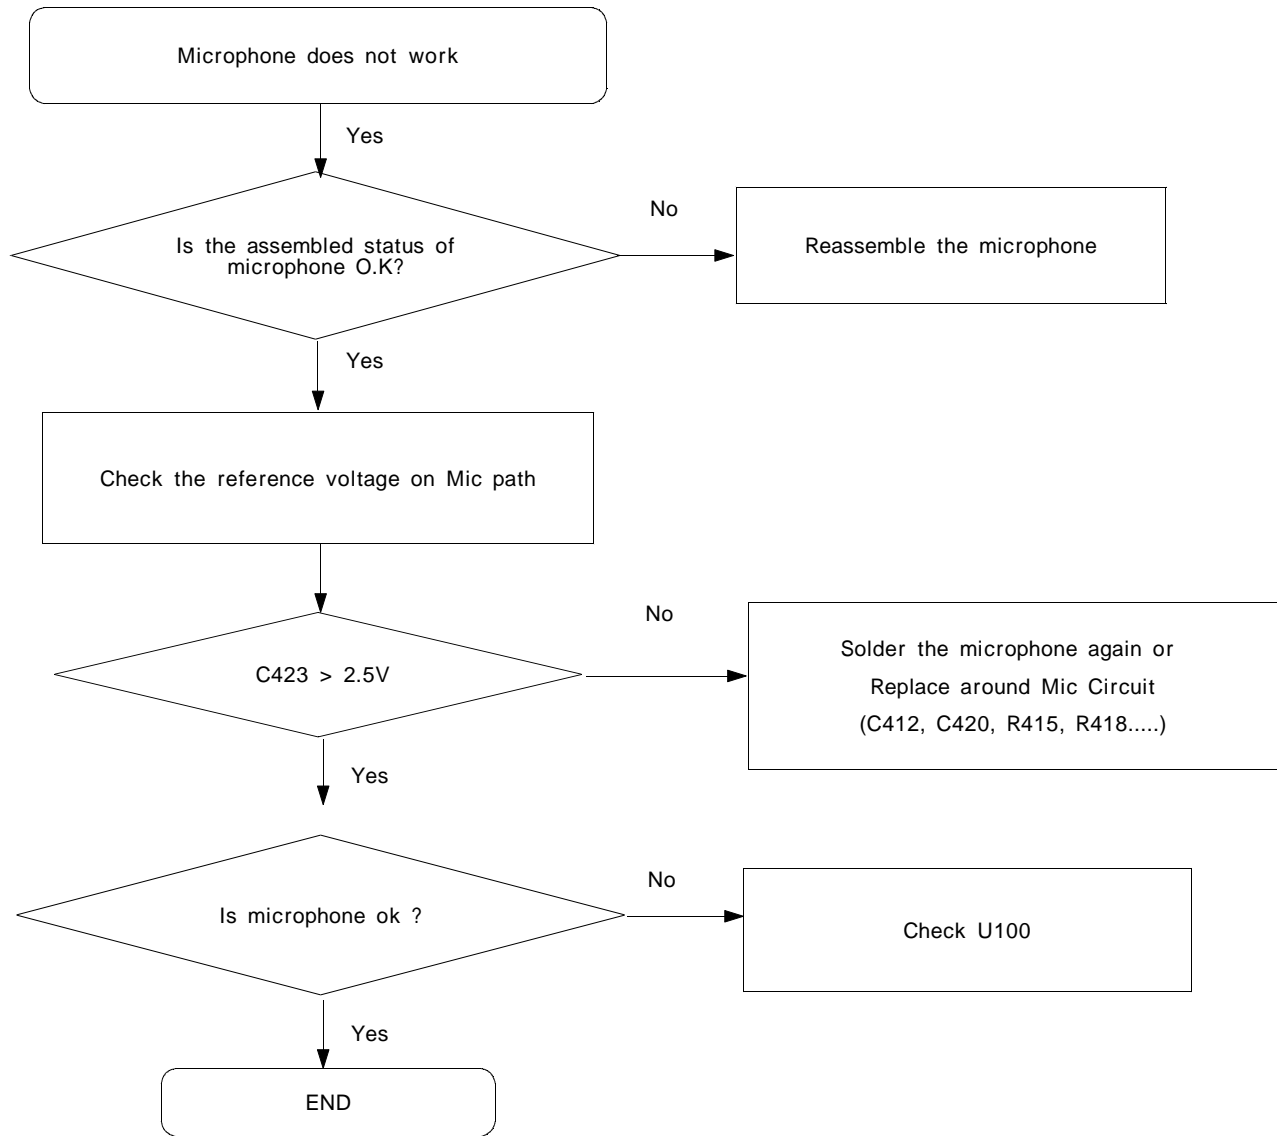 Microphone does not work
Yes
Is the assembled status of
microphone O.K?
No
Reassemble the microphone
Yes
Check the reference voltage on Mic path
C423 > 2.5V
No
Solder the microphone again or
Replace around Mic Circuit
(C412, C420, R415, R418.....)
Yes
Is microphone ok ?
No
Check U100
Yes
END